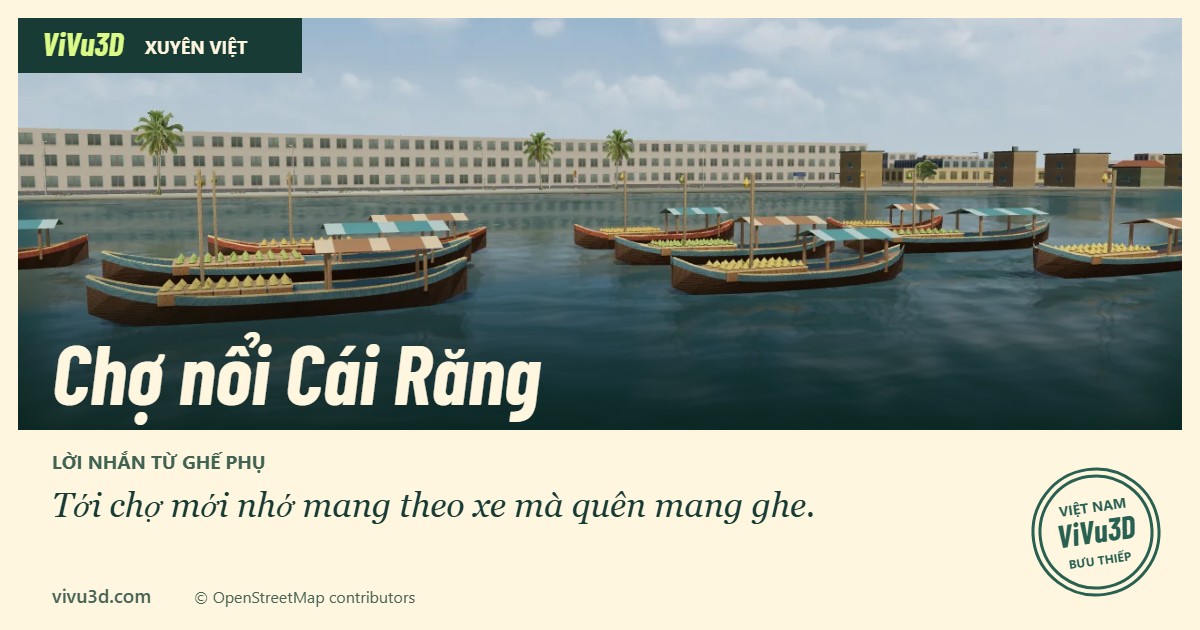 ViVu3D XUYÊN VIỆT
Chợ nổi Cái Răng
LỜI NHẮN TỪ GHẾ PHỤ
Tới chợ mới nhớ mang theo xe mà quên mang ghe.
VIỆT NAM
ViVu3D
BƯU THIẾP
vivu3d.com © OpenStreetMap contributors